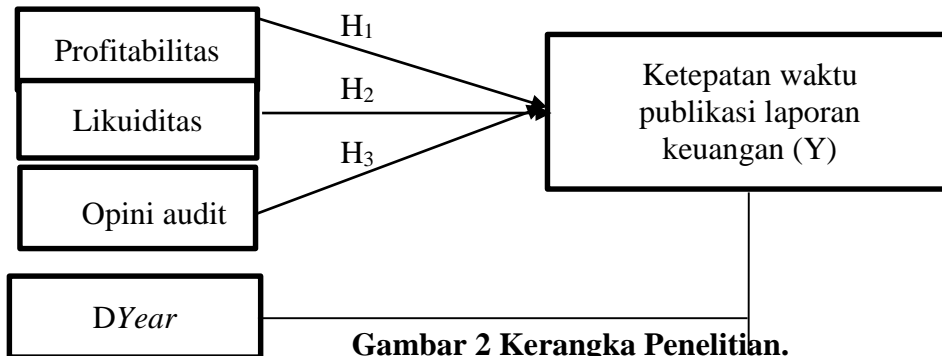 Profitabilitas
H1
Likuiditas
H2
Opini audit
H3
Ketepatan waktu
publikasi laporan
keuangan (Y)
DYear
Gambar 2 Kerangka Penelitian.